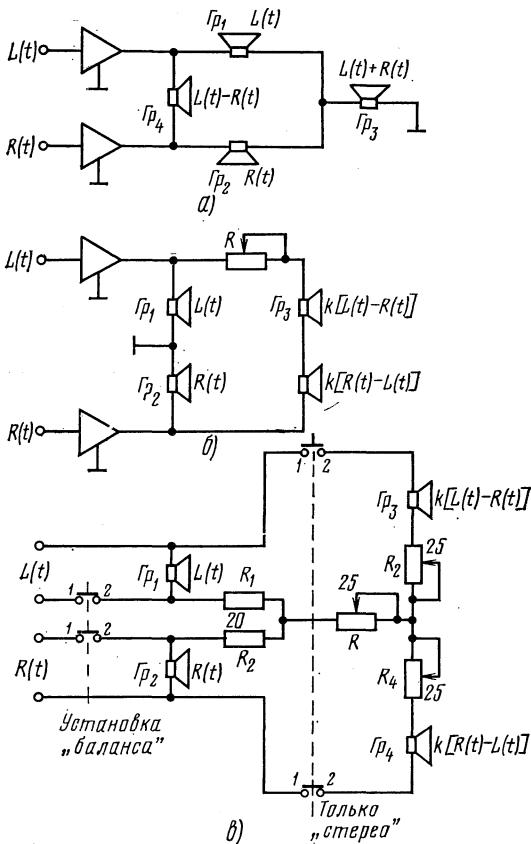 Гр₁ L(t)
L(t)
L(t)+R(t)
L(t)-R(t)
Гр₄
Гр₃
R(t)
Гр₂ R(t)
а)
L(t)
R
Гр₁ L(t)
Гр₃ k[L(t)-R(t)]
Гр₂ R(t)
k[R(t)-L(t)]
R(t)
б)
1 2
Гр₃ k[L(t)-R(t)]
L(t)
Гр₁ L(t)
R₁
25
R₂
25
1 2
20
R
1 2
R(t)
Гр₂ R(t)
R₂
R₄
25
Установка
„баланса"
Гр₄ k[R(t)-L(t)]
1 2
Только
„стерео"
в)